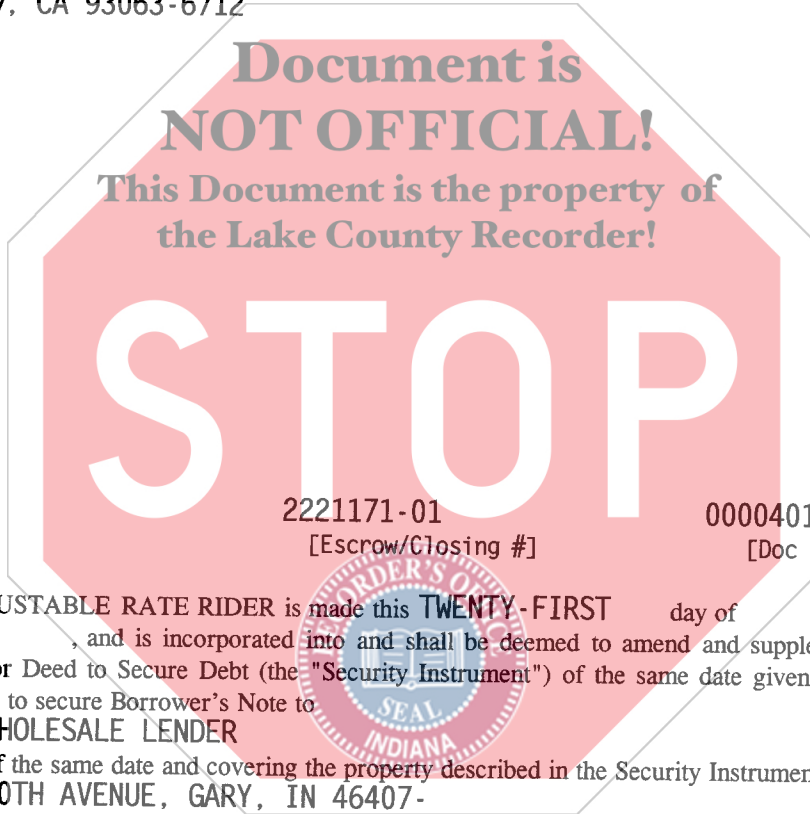 , CA 93063-6712
Document is
NOT OFFICIAL!
This Document is the property of
the Lake County Recorder!
STOP
2221171-01 0000401
[Escrow/Closing #] [Doc
USTABLE RATE RIDER is made this TWENTY-FIRST day of
, and is incorporated into and shall be deemed to amend and supple
or Deed to Secure Debt (the "Security Instrument") of the same date given
to secure Borrower's Note to
HOLESALE LENDER
f the same date and covering the property described in the Security Instrumen
0TH AVENUE, GARY, IN 46407-
RECORDER'S OFFICE
SEAL
INDIANA